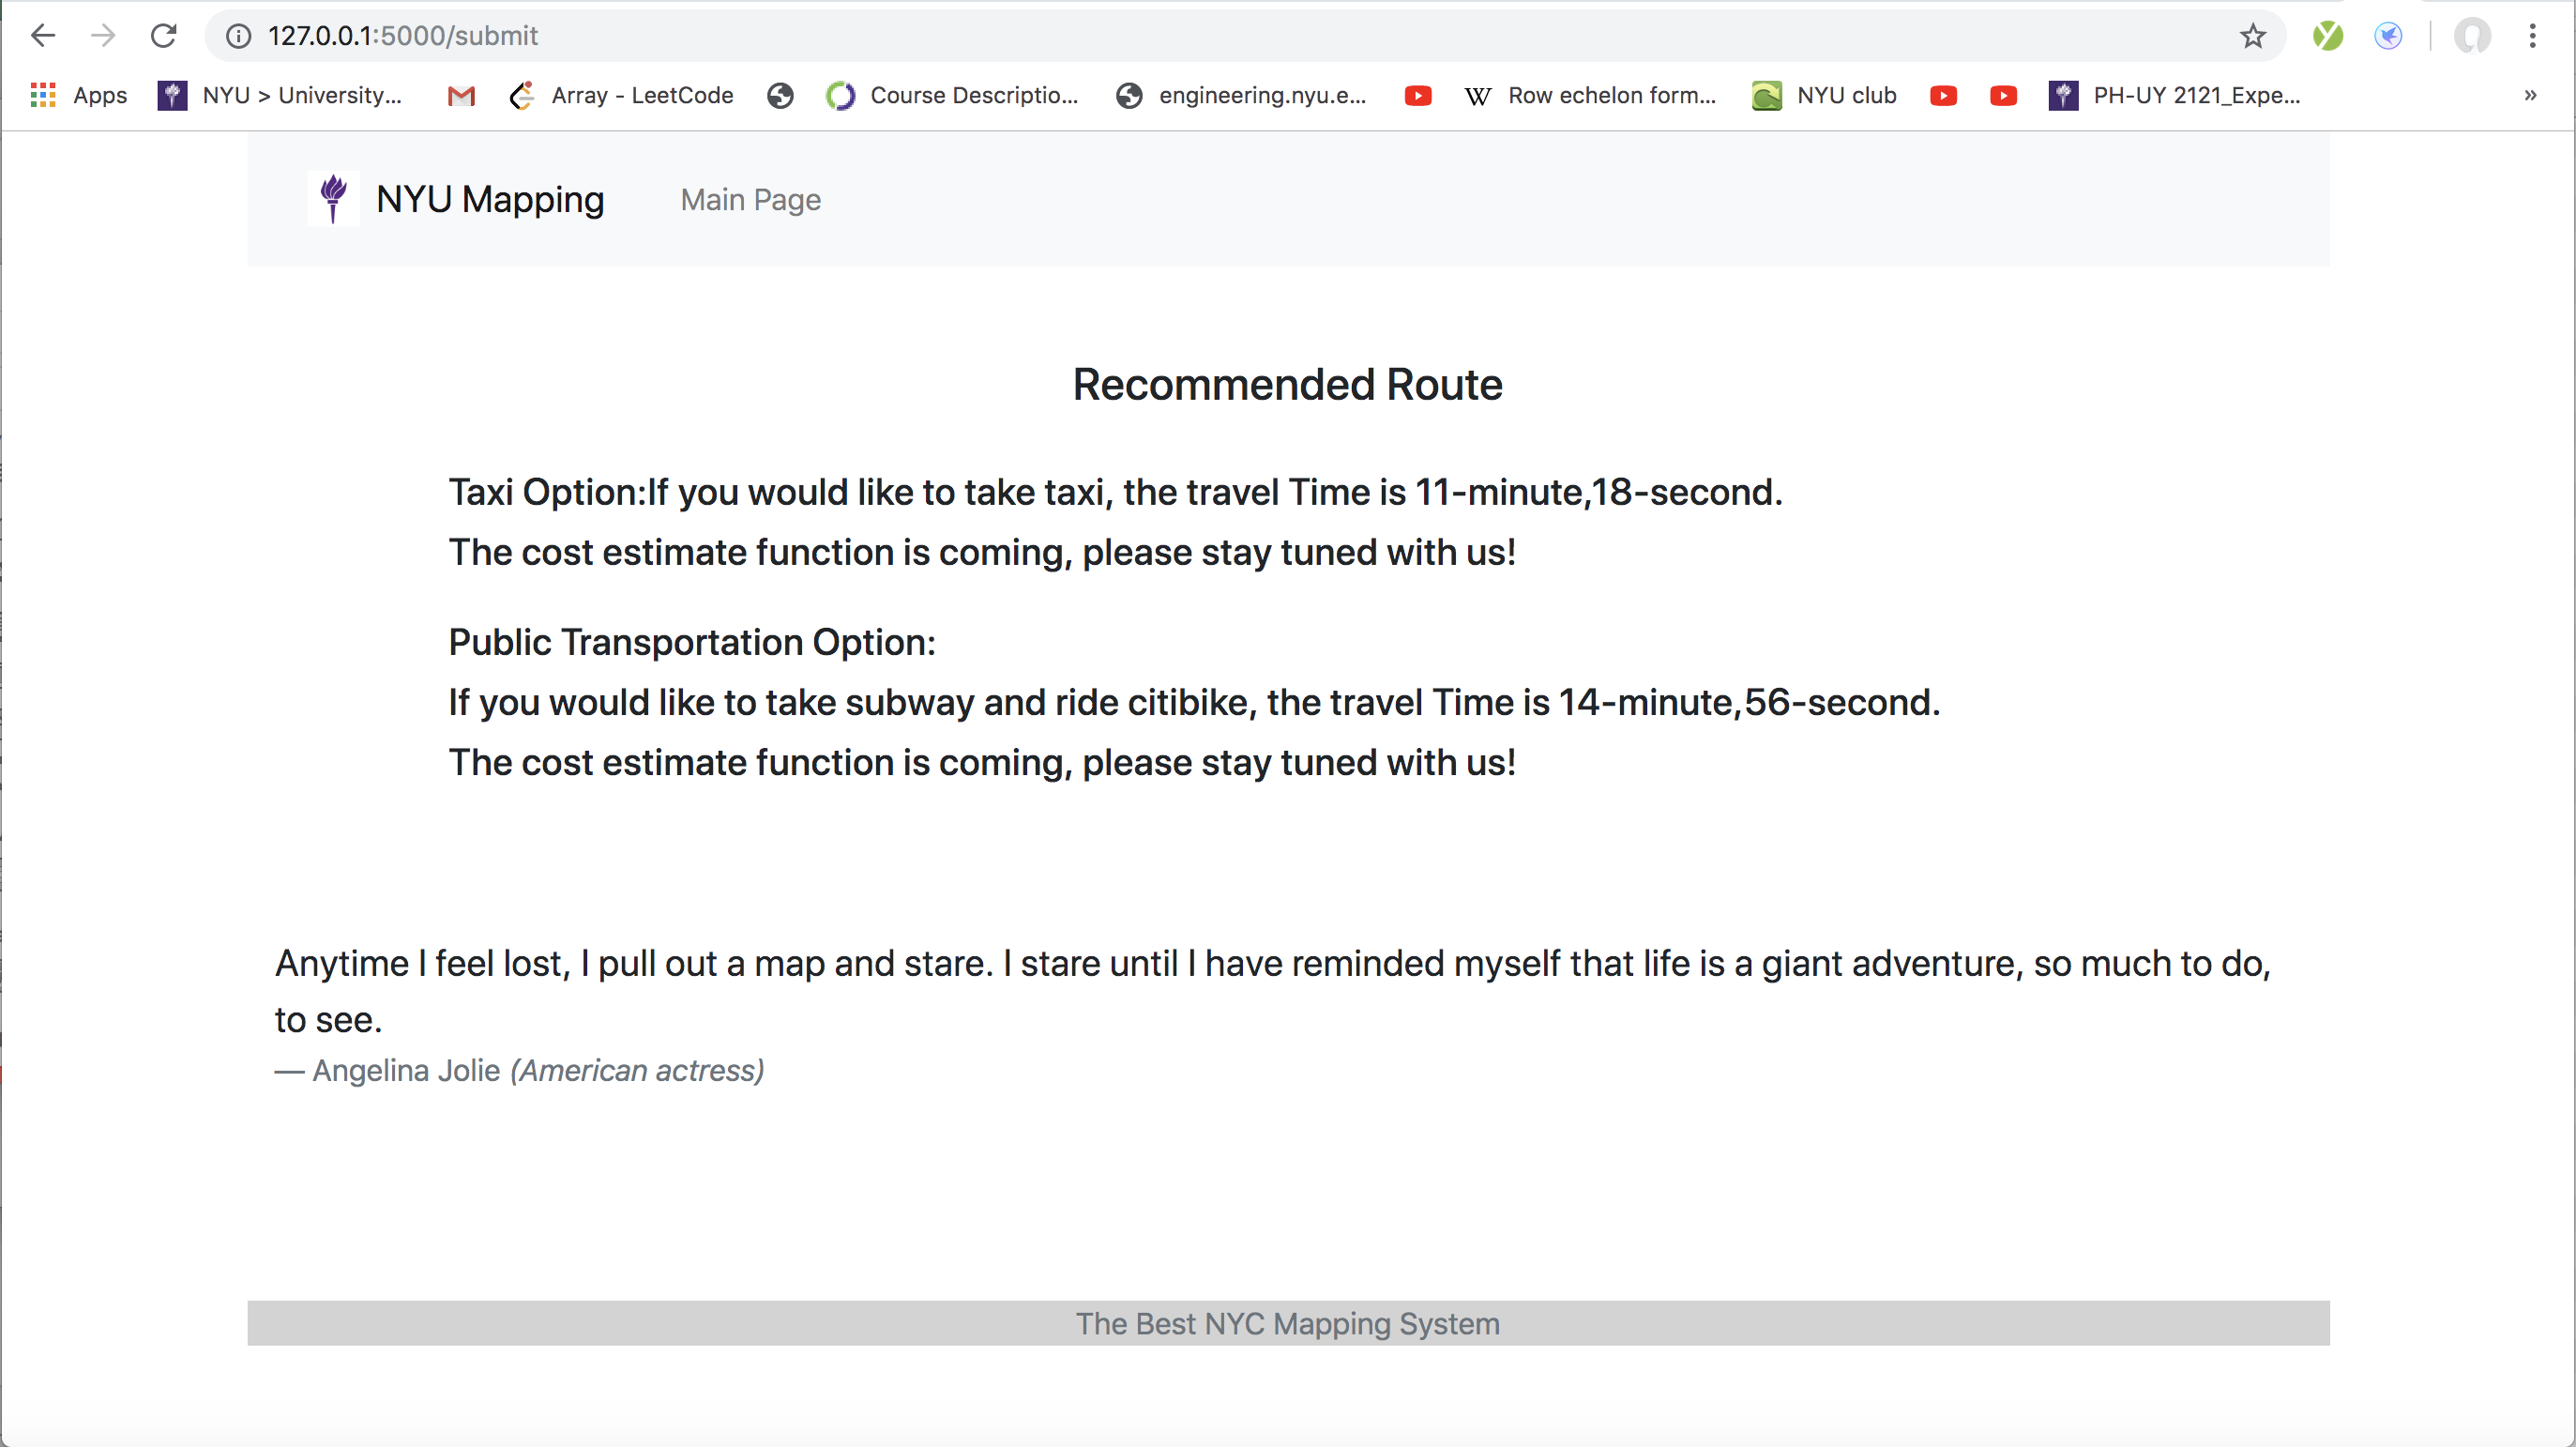 127.0.0.1:5000/submit
Apps NYU > University... Array - LeetCode Course Descriptio... engineering.nyu.e... W Row echelon form... NYU club PH-UY 2121_Expe... »
NYU Mapping Main Page
Recommended Route
Taxi Option:If you would like to take taxi, the travel Time is 11-minute,18-second.
The cost estimate function is coming, please stay tuned with us!
Public Transportation Option:
If you would like to take subway and ride citibike, the travel Time is 14-minute,56-second.
The cost estimate function is coming, please stay tuned with us!
Anytime I feel lost, I pull out a map and stare. I stare until I have reminded myself that life is a giant adventure, so much to do,
to see.
— Angelina Jolie (American actress)
The Best NYC Mapping System